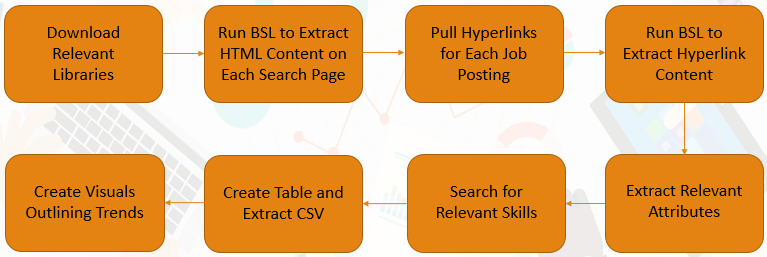 Download
Relevant
Libraries
Run BSL to Extract
HTML Content on
Each Search Page
Pull Hyperlinks
for Each Job
Posting
Run BSL to
Extract Hyperlink
Content
Extract Relevant
Attributes
Search for
Relevant Skills
Create Table and
Extract CSV
Create Visuals
Outlining Trends